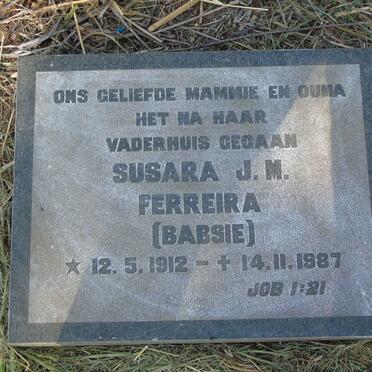 ONS GELIEFDE MAMMIE EN OUMA
HET NA HAAR
VADERHUIS GEGAAN
SUSARA J.M.
FERREIRA
(BABSIE)
★ 12.5.1912 – + 14.11.1987
JOB 1:21